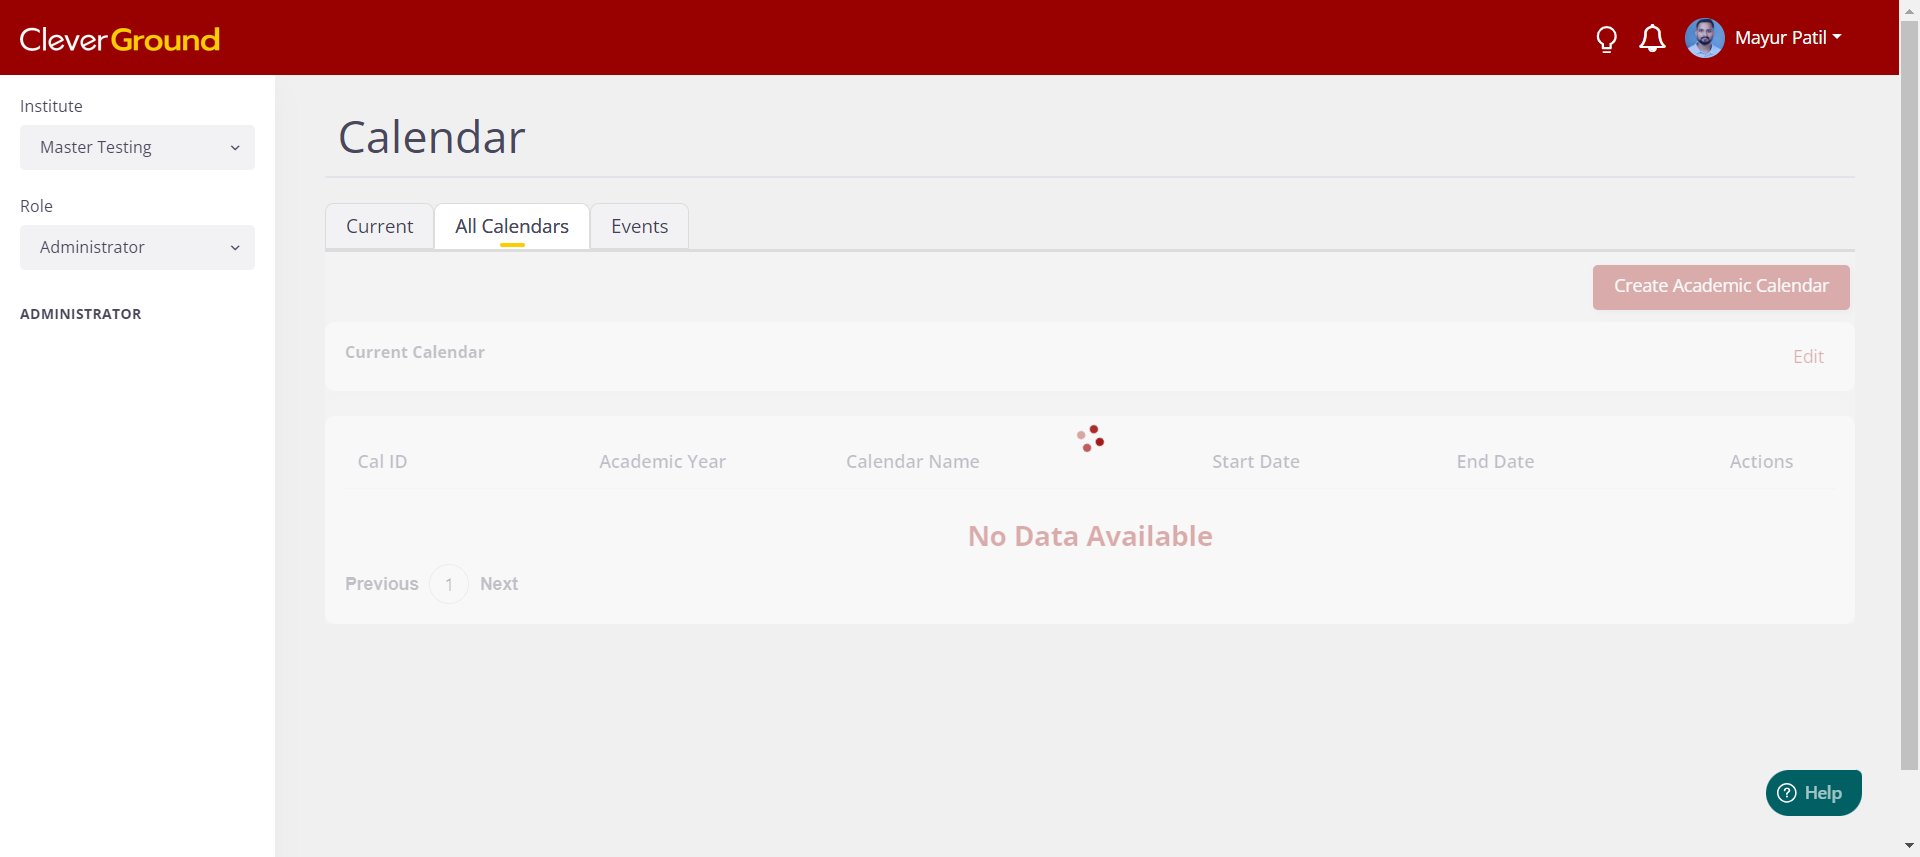 CleverGround
Mayur Patil
Institute
Master Testing
Role
Administrator
ADMINISTRATOR
Calendar
Current
All Calendars
Events
Create Academic Calendar
Current Calendar
Edit
Cal ID Academic Year Calendar Name Start Date End Date Actions
No Data Available
Previous 1 Next
? Help